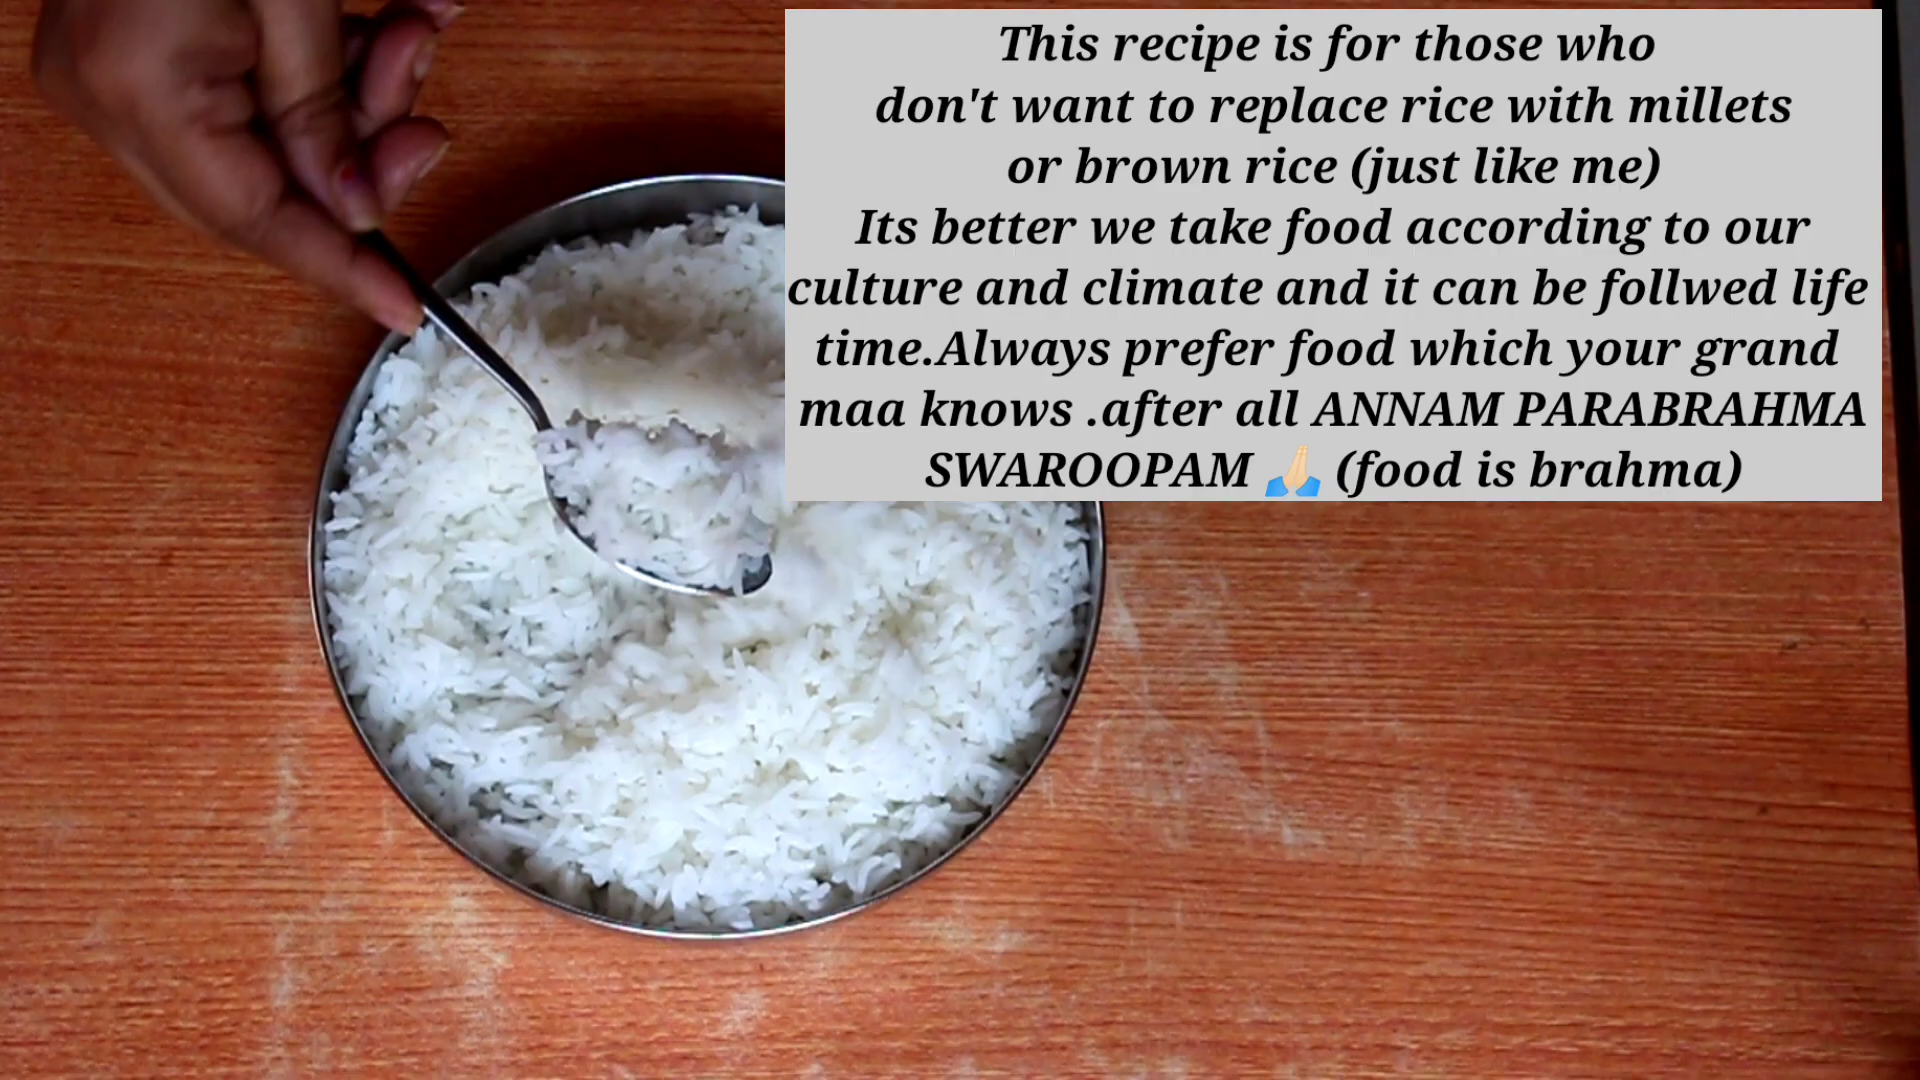 This recipe is for those who
don't want to replace rice with millets
or brown rice (just like me)
Its better we take food according to our
culture and climate and it can be follwed life
time.Always prefer food which your grand
maa knows .after all ANNAM PARABRAHMA
SWAROOPAM 🙏🏻 (food is brahma)